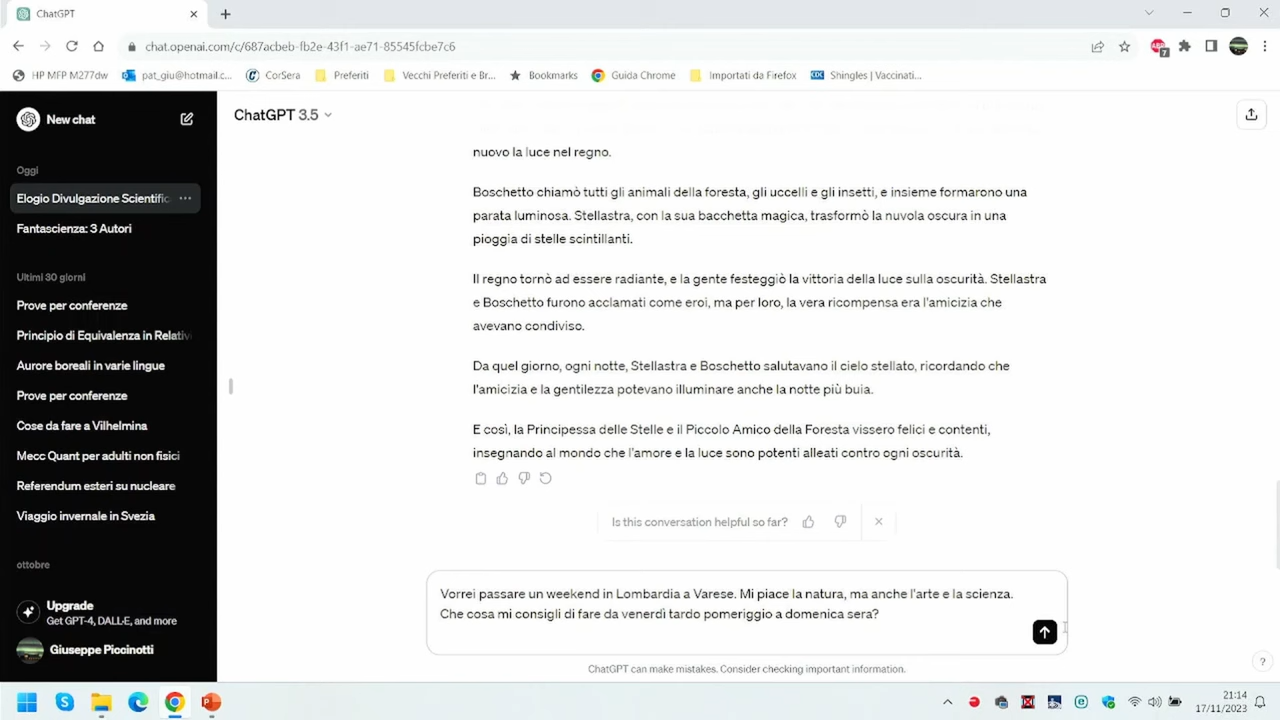 ChatGPT
chat.openai.com/c/687acbeb-fb2e-43f1-ae71-85545fcbe7c6
HP MFP M277dw
pat_giu@hotmail.c...
CorSera
Preferiti
Vecchi Preferiti e Br...
Bookmarks
Guida Chrome
Importati da Firefox
CDC
Shingles | Vaccinati...
New chat
Oggi
Elogio Divulgazione Scientific
Fantascienza: 3 Autori
Ultimi 30 giorni
Prove per conferenze
Principio di Equivalenza in Relativ
Aurore boreali in varie lingue
Prove per conferenze
Cose da fare a Vilhelmina
Mecc Quant per adulti non fisici
Referendum esteri su nucleare
Viaggio invernale in Svezia
ottobre
Upgrade
Get GPT-4, DALL·E, and more
Giuseppe Piccinotti
ChatGPT 3.5
nuovo la luce nel regno.
Boschetto chiamò tutti gli animali della foresta, gli uccelli e gli insetti, e insieme formarono una
parata luminosa. Stellastra, con la sua bacchetta magica, trasformò la nuvola oscura in una
pioggia di stelle scintillanti.
Il regno tornò ad essere radiante, e la gente festeggiò la vittoria della luce sulla oscurità. Stellastra
e Boschetto furono acclamati come eroi, ma per loro, la vera ricompensa era l'amicizia che
avevano condiviso.
Da quel giorno, ogni notte, Stellastra e Boschetto salutavano il cielo stellato, ricordando che
l'amicizia e la gentilezza potevano illuminare anche la notte più buia.
E così, la Principessa delle Stelle e il Piccolo Amico della Foresta vissero felici e contenti,
insegnando al mondo che l'amore e la luce sono potenti alleati contro ogni oscurità.
Is this conversation helpful so far?
Vorrei passare un weekend in Lombardia a Varese. Mi piace la natura, ma anche l'arte e la scienza.
Che cosa mi consigli di fare da venerdì tardo pomeriggio a domenica sera?
ChatGPT can make mistakes. Consider checking important information.
?
21:14
17/11/2023